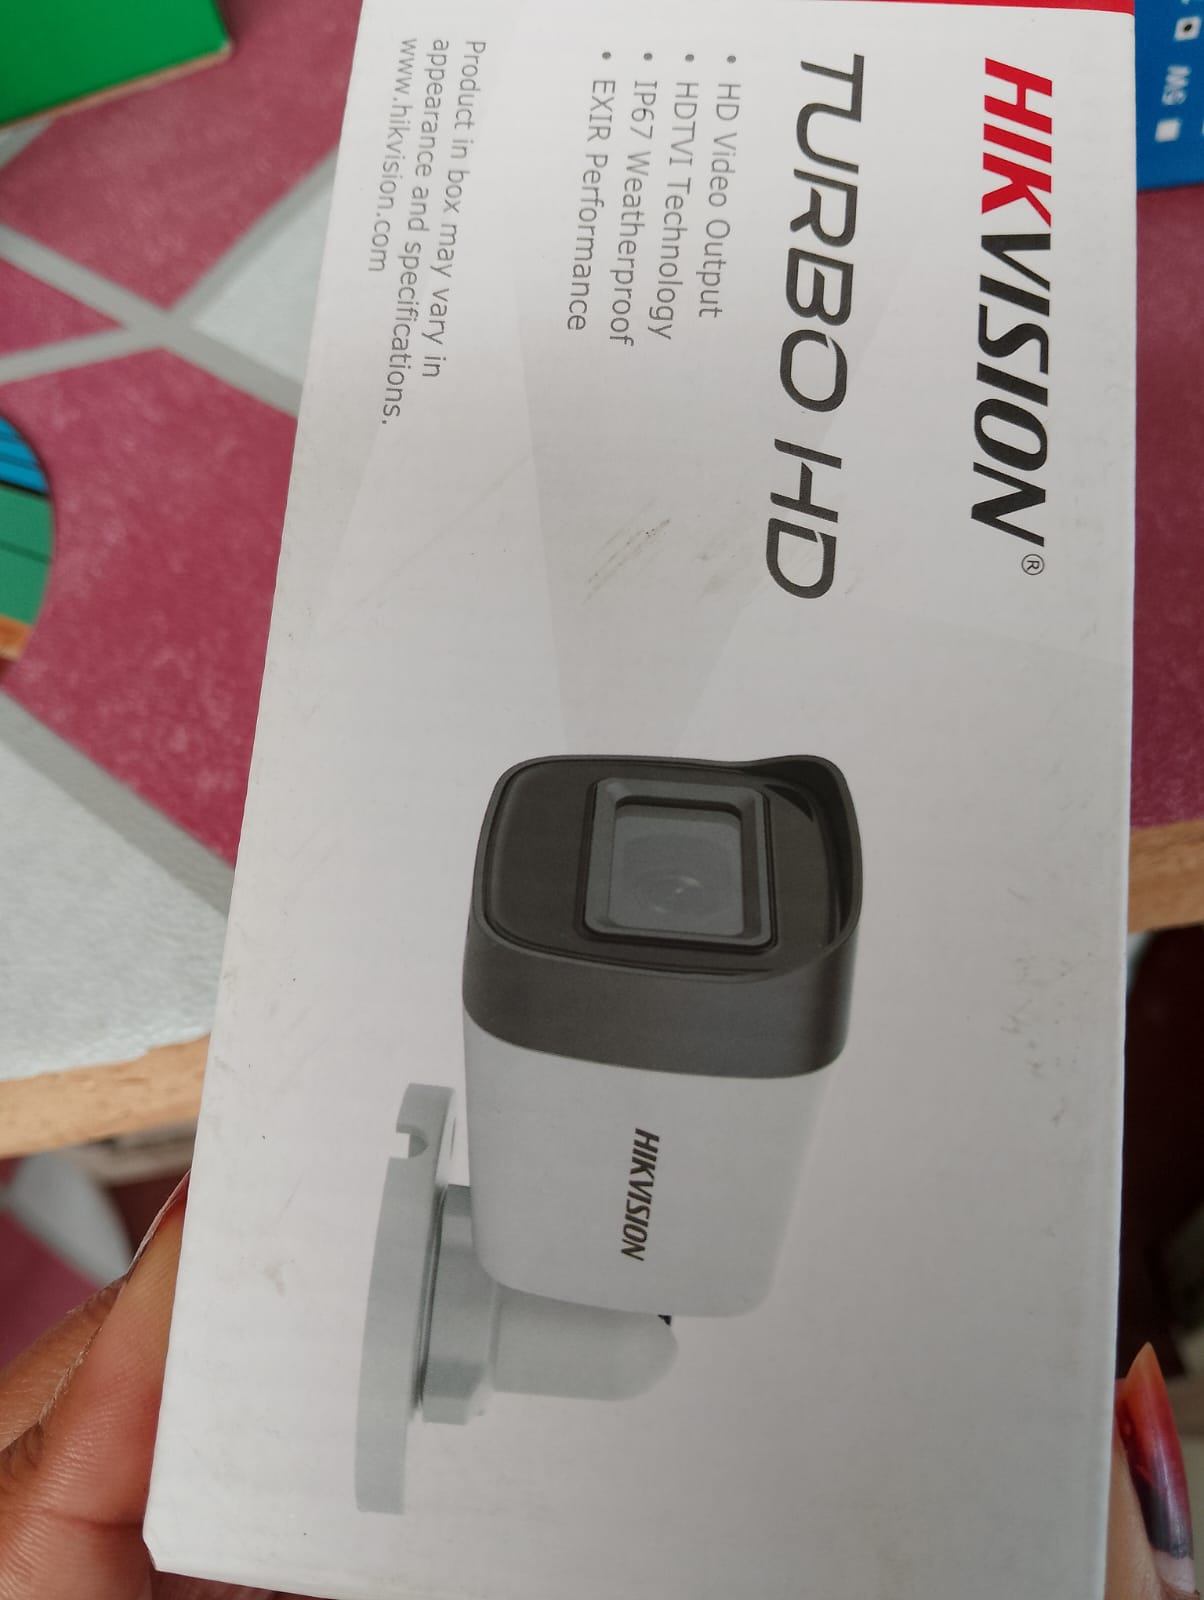 HIKVISION®
TURBO HD
• HD Video Output
• HDTVI Technology
• IP67 Weatherproof
• EXIR Performance
Product in box may vary in
appearance and specifications.
www.hikvision.com
HIKVISION